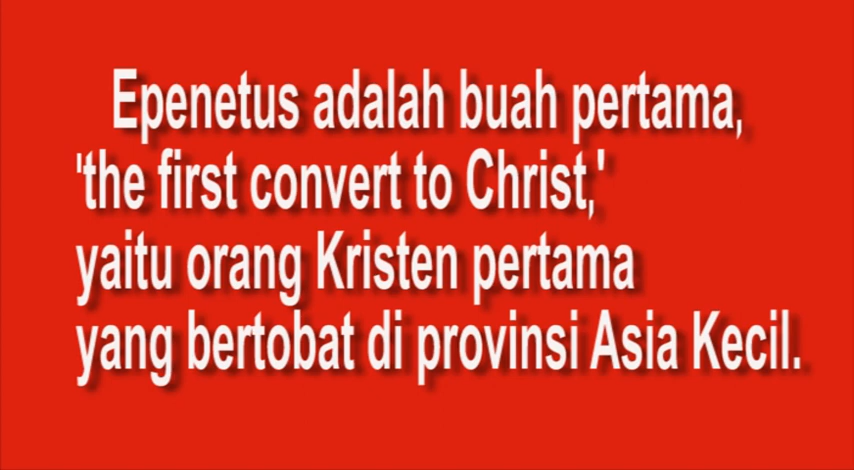 Epenetus adalah buah pertama,
'the first convert to Christ,'
yaitu orang Kristen pertama
yang bertobat di provinsi Asia Kecil.